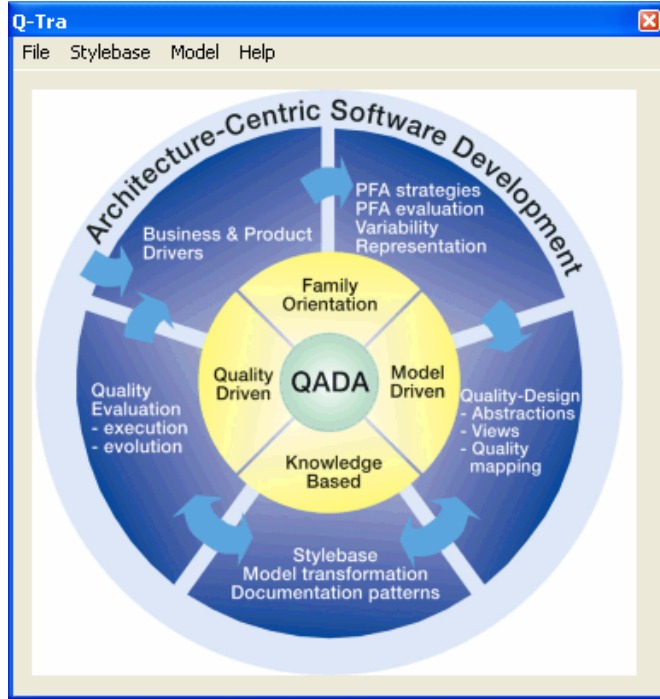 Q-Tra
File Stylebase Model Help
Architecture-Centric Software Development
Business & Product
Drivers
PFA strategies
PFA evaluation
Variability
Representation
Family
Orientation
Quality
Driven
QADA
Model
Driven
Knowledge
Based
Quality
Evaluation
- execution
- evolution
Quality-Design
- Abstractions
- Views
- Quality
mapping
Stylebase
Model transformation
Documentation patterns